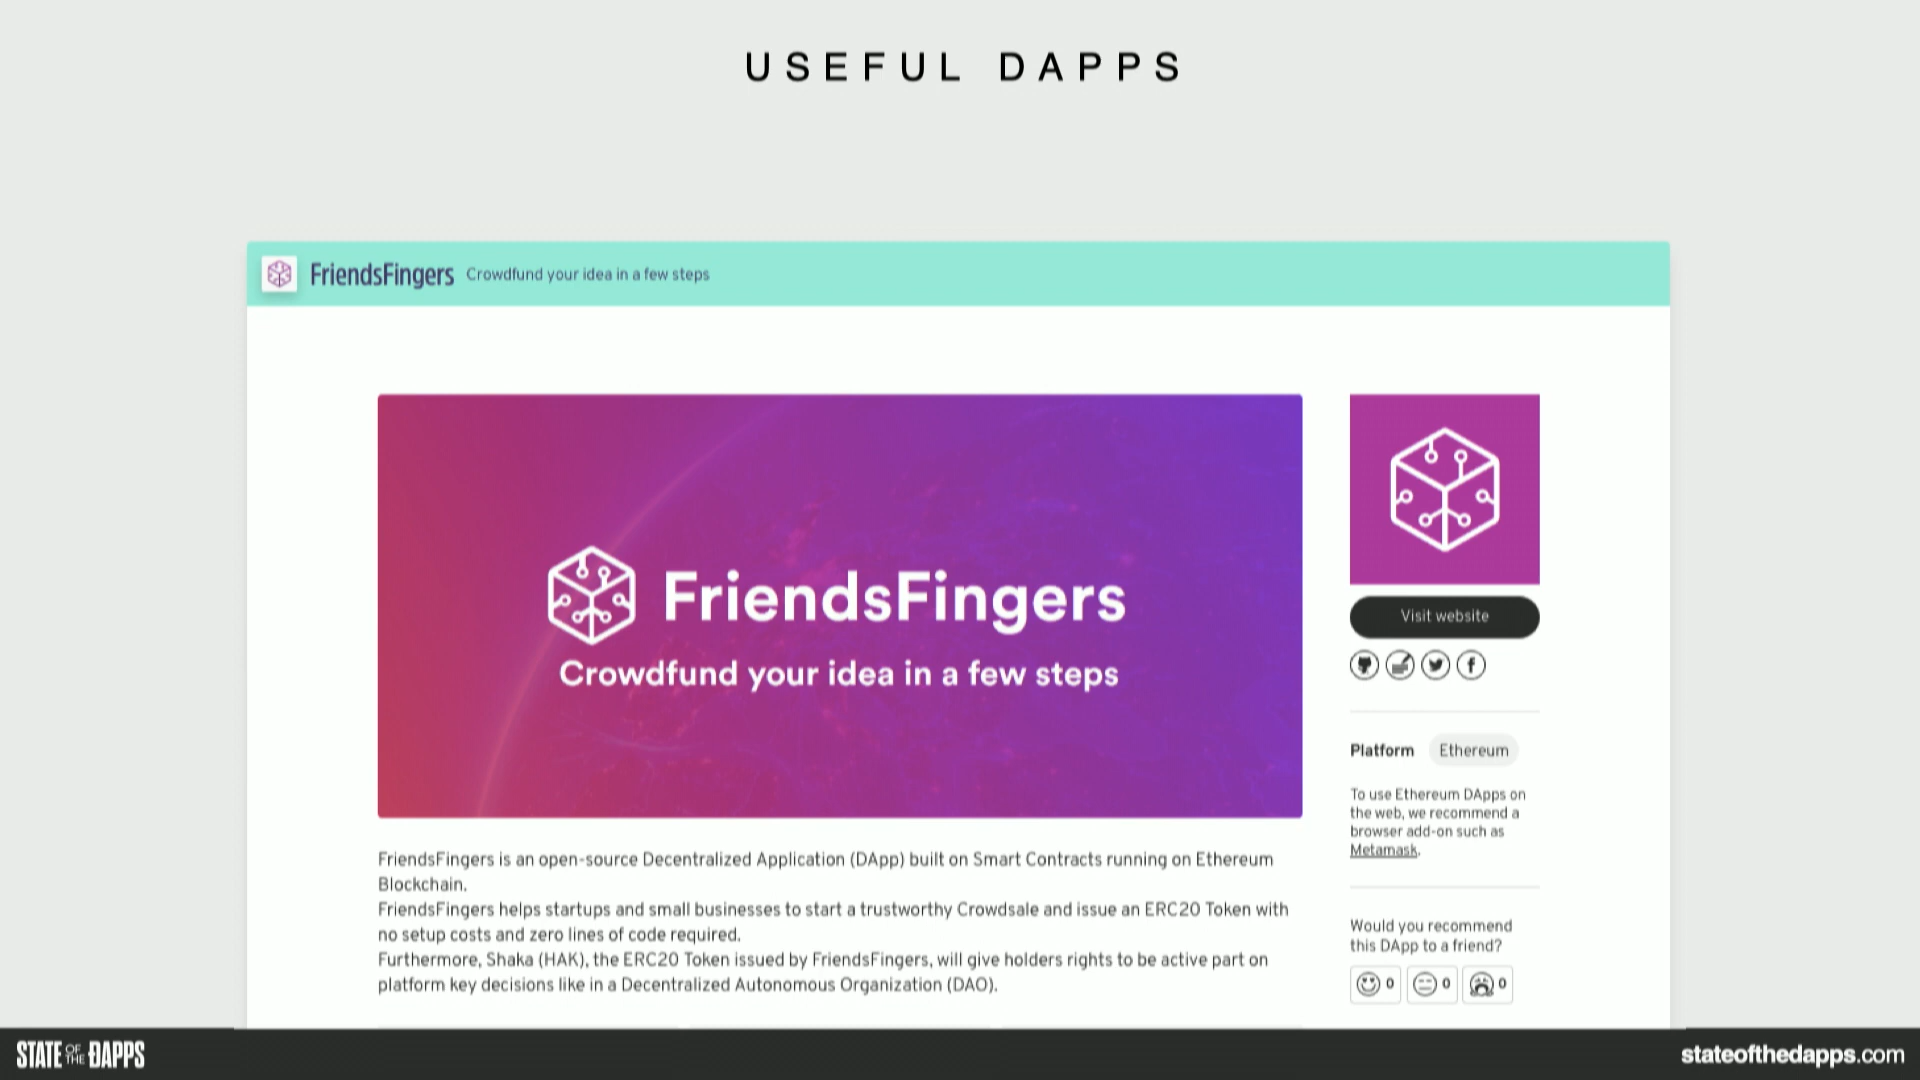 USEFUL DAPPS
FriendsFingers Crowdfund your idea in a few steps
FriendsFingers
Crowdfund your idea in a few steps
FriendsFingers is an open-source Decentralized Application (DApp) built on Smart Contracts running on Ethereum
Blockchain.
FriendsFingers helps startups and small businesses to start a trustworthy Crowdsale and issue an ERC20 Token with
no setup costs and zero lines of code required.
Furthermore, Shaka (HAK), the ERC20 Token issued by FriendsFingers, will give holders rights to be active part on
platform key decisions like in a Decentralized Autonomous Organization (DAO).
Visit website
Platform Ethereum
To use Ethereum DApps on
the web, we recommend a
browser add-on such as
Metamask.
Would you recommend
this DApp to a friend?
0 0 0
STATE OF THE ĐAPPS
stateofthedapps.com